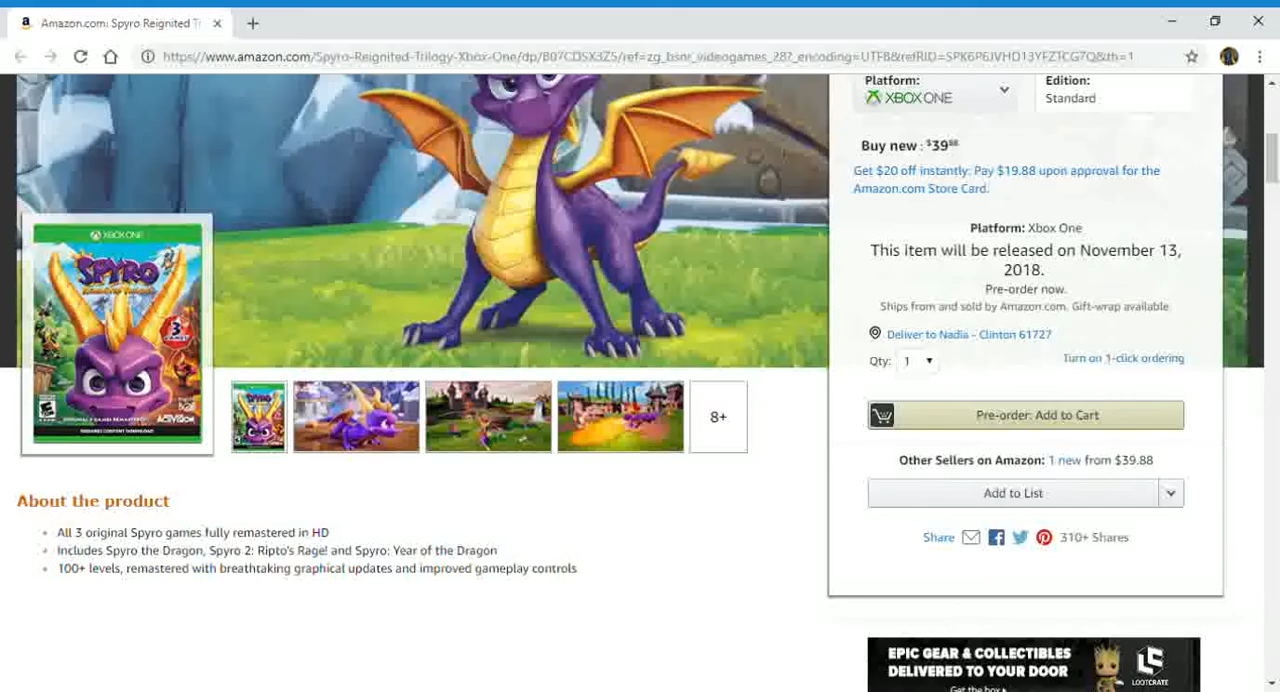 Amazon.com: Spyro Reignited Tr
https://www.amazon.com/Spyro-Reignited-Trilogy-Xbox-One/dp/B07CDSX3Z5/ref=zg_bsnr_videogames_28?_encoding=UTF8&refRID=SPK6P6JVHD13YFZTCG7Q&th=1
Platform:
XBOX ONE
Edition:
Standard
Buy new : $39 88
Get $20 off instantly: Pay $19.88 upon approval for the
Amazon.com Store Card.
Platform: Xbox One
This item will be released on November 13,
2018.
Pre-order now.
Ships from and sold by Amazon.com. Gift-wrap available
Deliver to Nadia - Clinton 61727
Qty: 1
Turn on 1-click ordering
Pre-order: Add to Cart
Other Sellers on Amazon: 1 new from $39.88
Add to List
Share 310+ Shares
XBOX ONE
SPYRO
3
GAMES
ACTIVISION
REQUIRES CONTENT DOWNLOAD
8+
About the product
All 3 original Spyro games fully remastered in HD
Includes Spyro the Dragon, Spyro 2: Ripto's Rage! and Spyro: Year of the Dragon
100+ levels, remastered with breathtaking graphical updates and improved gameplay controls
EPIC GEAR & COLLECTIBLES
DELIVERED TO YOUR DOOR
Get the box
LOOTCRATE